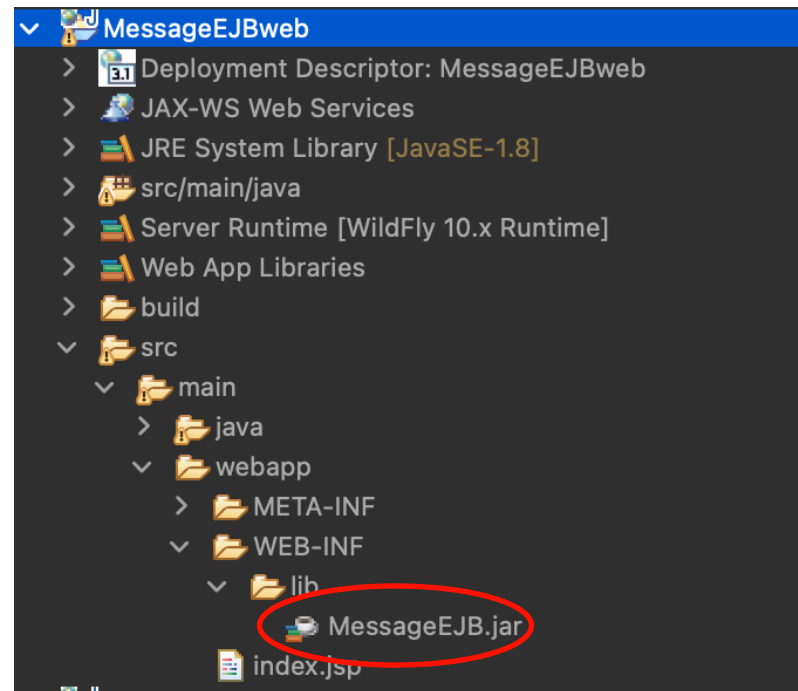 MessageEJBweb
3.1 Deployment Descriptor: MessageEJBweb
JAX-WS Web Services
JRE System Library [JavaSE-1.8]
src/main/java
Server Runtime [WildFly 10.x Runtime]
Web App Libraries
build
src
main
java
webapp
META-INF
WEB-INF
lib
MessageEJB.jar
index.jsp